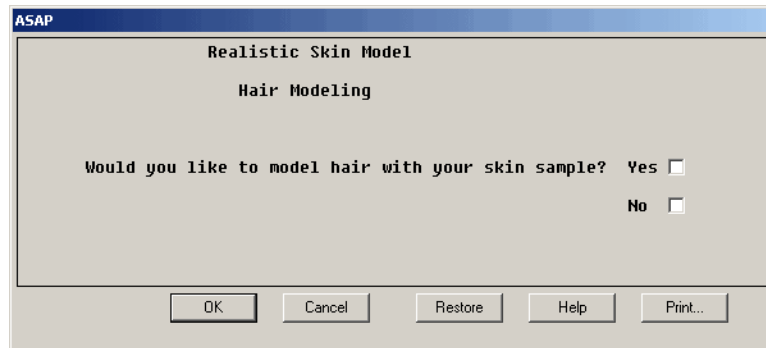 ASAP
Realistic Skin Model
Hair Modeling
Would you like to model hair with your skin sample? Yes
No
OK Cancel Restore Help Print...